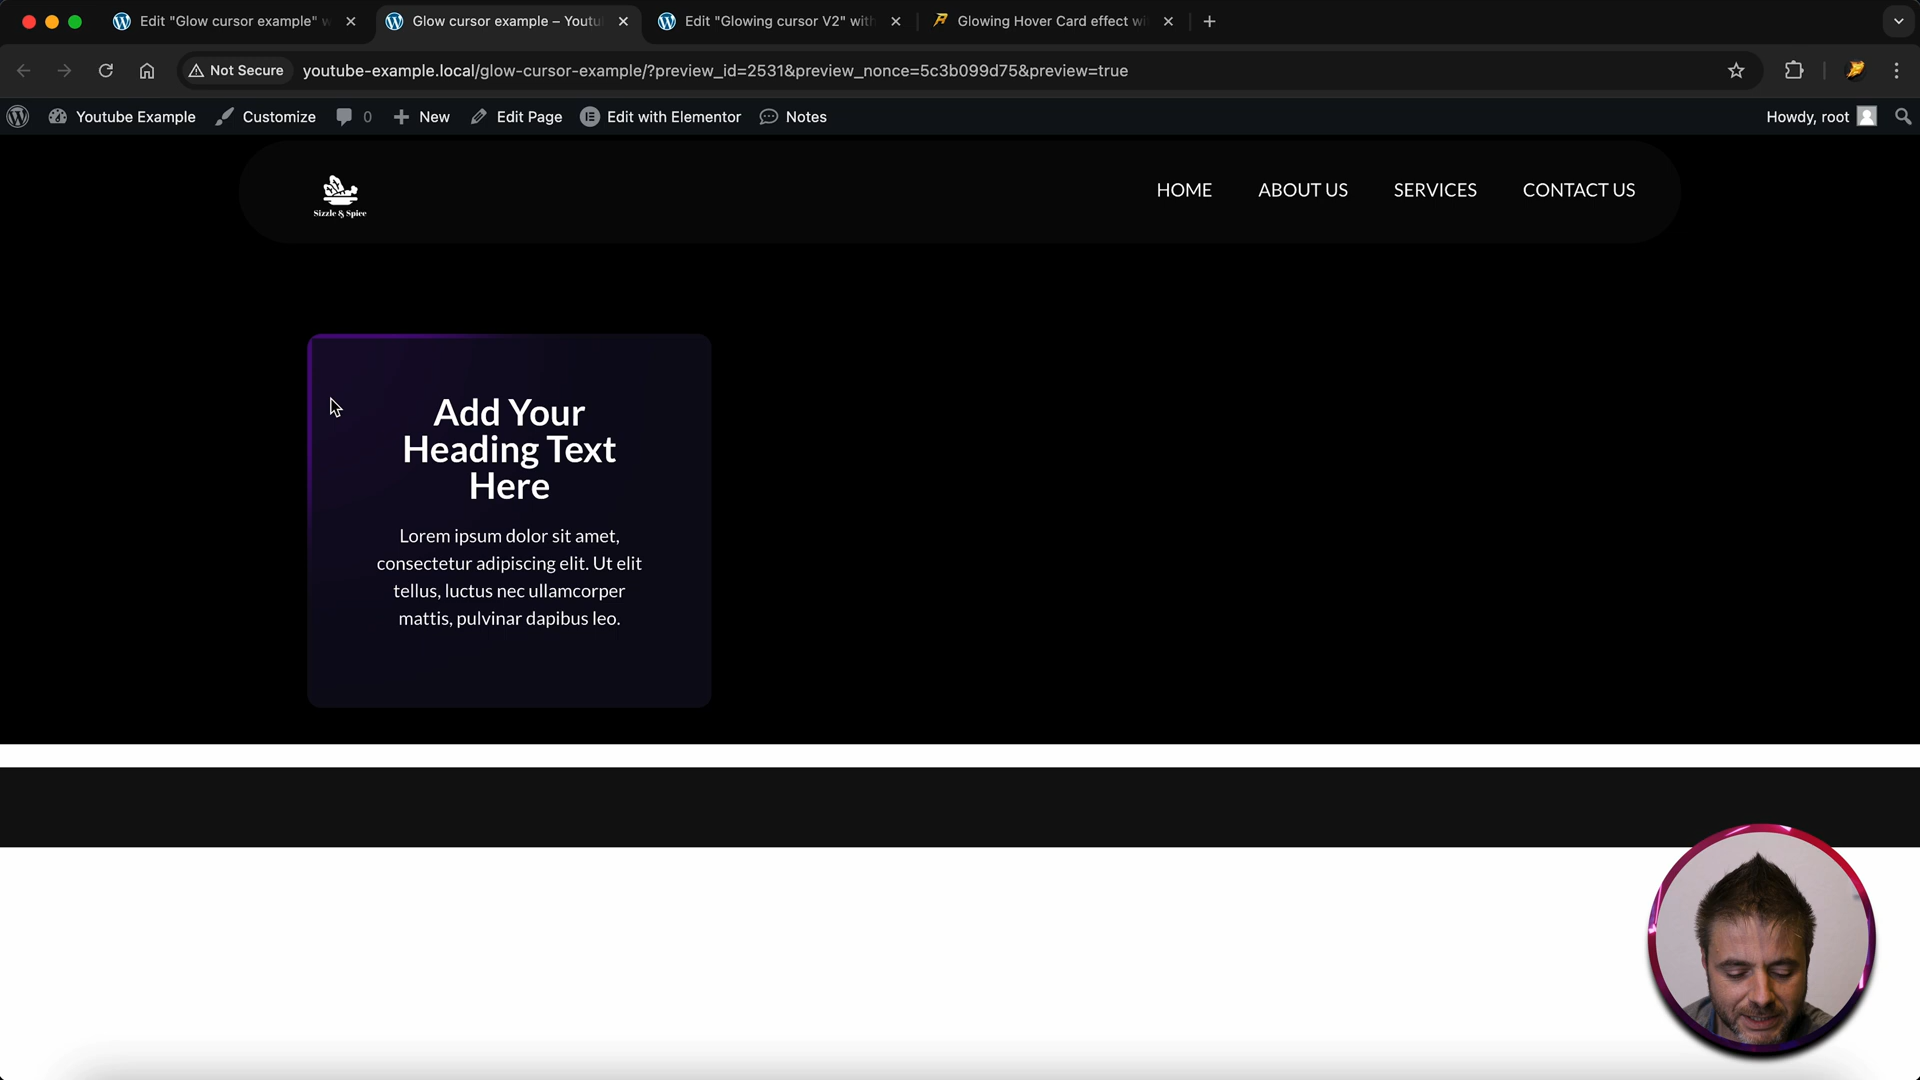 Edit "Glow cursor example" w
Glow cursor example – Youtu
Edit "Glowing cursor V2" with
Glowing Hover Card effect wi
Not Secure
youtube-example.local/glow-cursor-example/?preview_id=2531&preview_nonce=5c3b099d75&preview=true
Youtube Example
Customize
0
New
Edit Page
Edit with Elementor
Notes
Howdy, root
Sizzle & Spice
HOME
ABOUT US
SERVICES
CONTACT US
Add Your
Heading Text
Here
Lorem ipsum dolor sit amet,
consectetur adipiscing elit. Ut elit
tellus, luctus nec ullamcorper
mattis, pulvinar dapibus leo.